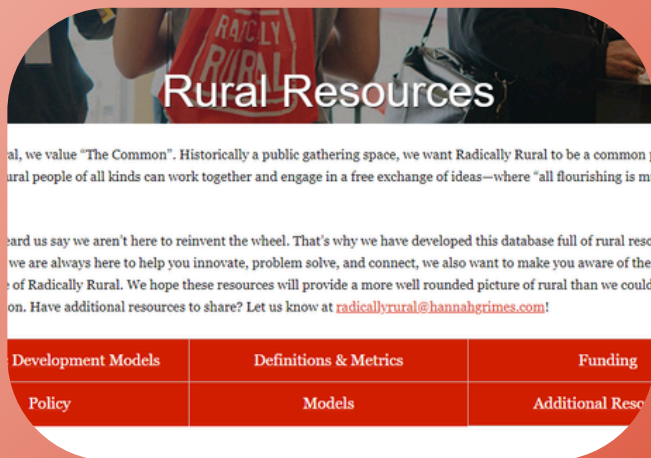 RADICALLY
RURAL
Rural Resources
al, we value “The Common”. Historically a public gathering space, we want Radically Rural to be a common
ural people of all kinds can work together and engage in a free exchange of ideas—where “all flourishing is
eard us say we aren’t here to reinvent the wheel. That’s why we have developed this database full of rural
we are always here to help you innovate, problem solve, and connect, we also want to make you aware of the
of Radically Rural. We hope these resources will provide a more well rounded picture of rural than we could
on. Have additional resources to share? Let us know at radicallyrural@hannahgrimes.com!
Development Models Definitions & Metrics Funding
Policy Models Additional